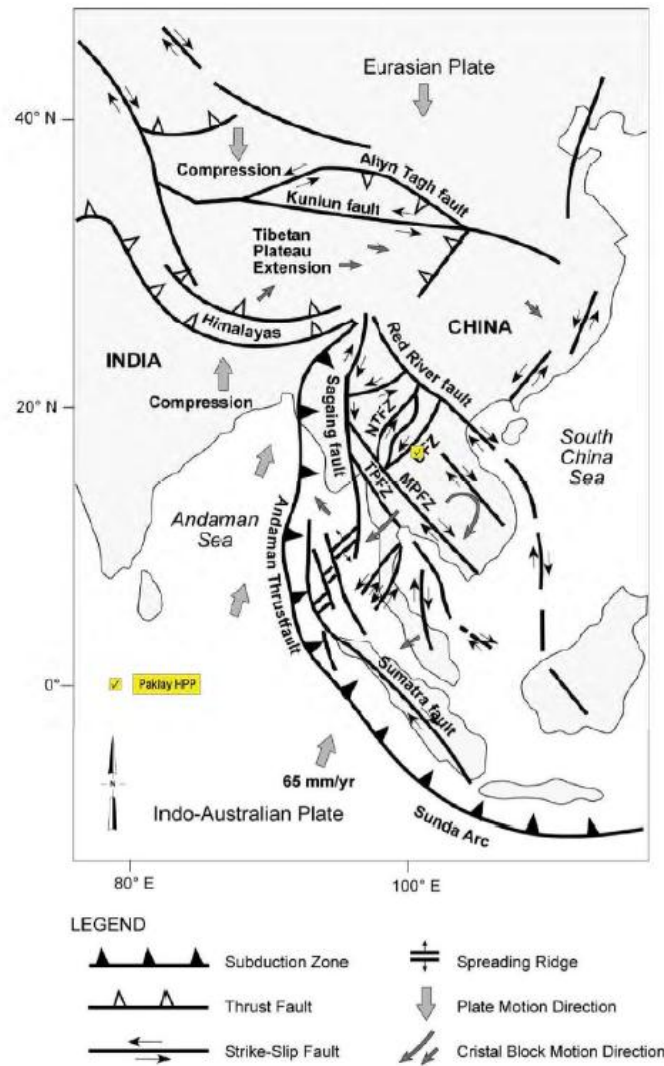 Eurasian Plate
40° N
Compression
Altyn Tagh fault
Kunlun fault
Tibetan
Plateau
Extension
Himalayas
CHINA
INDIA
Red River fault
Compression
20° N
Sagaing fault
NTFZ
TPFZ
MPFZ
South
China
Sea
Andaman
Sea
Andaman Thrustfault
0°
Paklay HPP
Sumatra fault
N
65 mm/yr
Indo-Australian Plate
Sunda Arc
80° E
100° E
LEGEND
Subduction Zone
Spreading Ridge
Thrust Fault
Plate Motion Direction
Strike-Slip Fault
Cristal Block Motion Direction